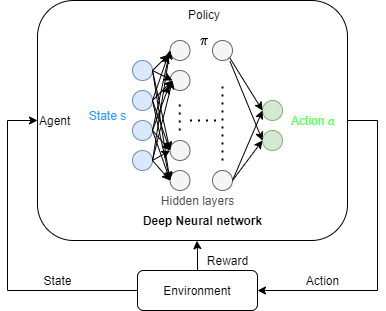 Policy
π
Agent
State s
Action a
Hidden layers
Deep Neural network
Reward
State
Action
Environment